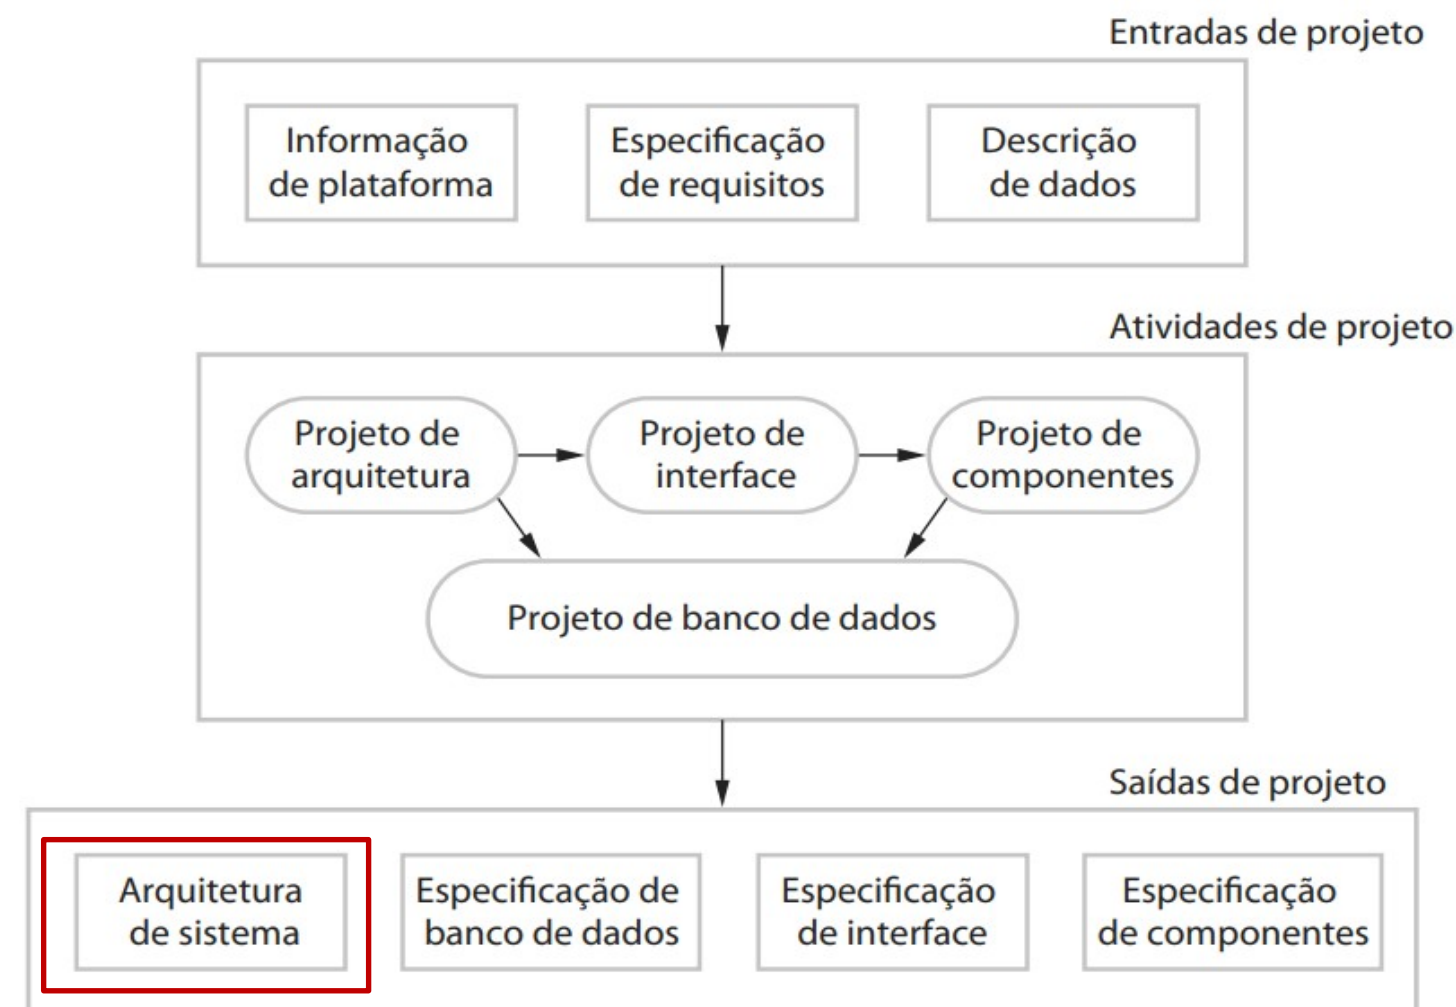 Entradas de projeto
Informação
de plataforma
Especificação
de requisitos
Descrição
de dados
Atividades de projeto
Projeto de
arquitetura
Projeto de
interface
Projeto de
componentes
Projeto de banco de dados
Saídas de projeto
Arquitetura
de sistema
Especificação de
banco de dados
Especificação
de interface
Especificação
de componentes